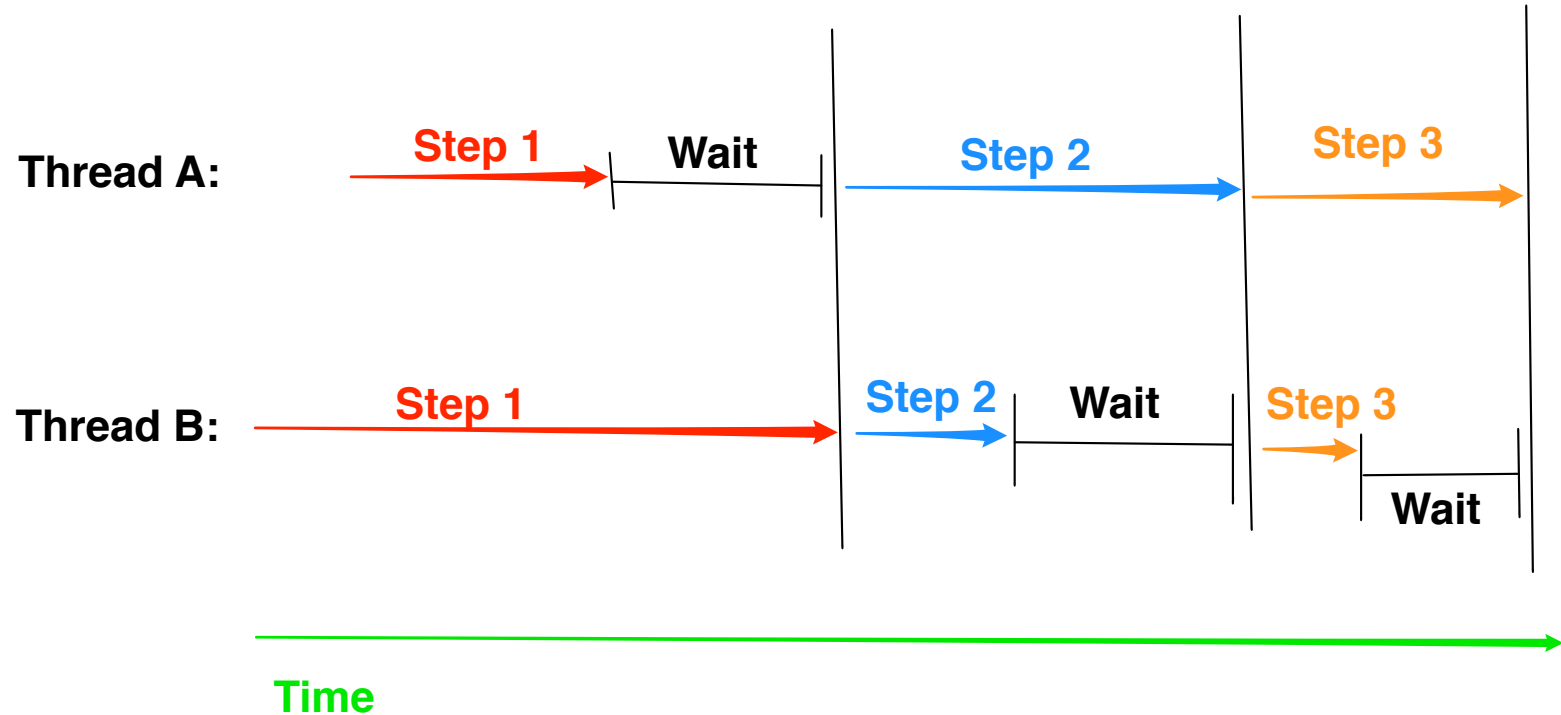 Thread A:
Step 1
Wait
Step 2
Step 3
Thread B:
Step 1
Step 2
Wait
Step 3
Wait
Time